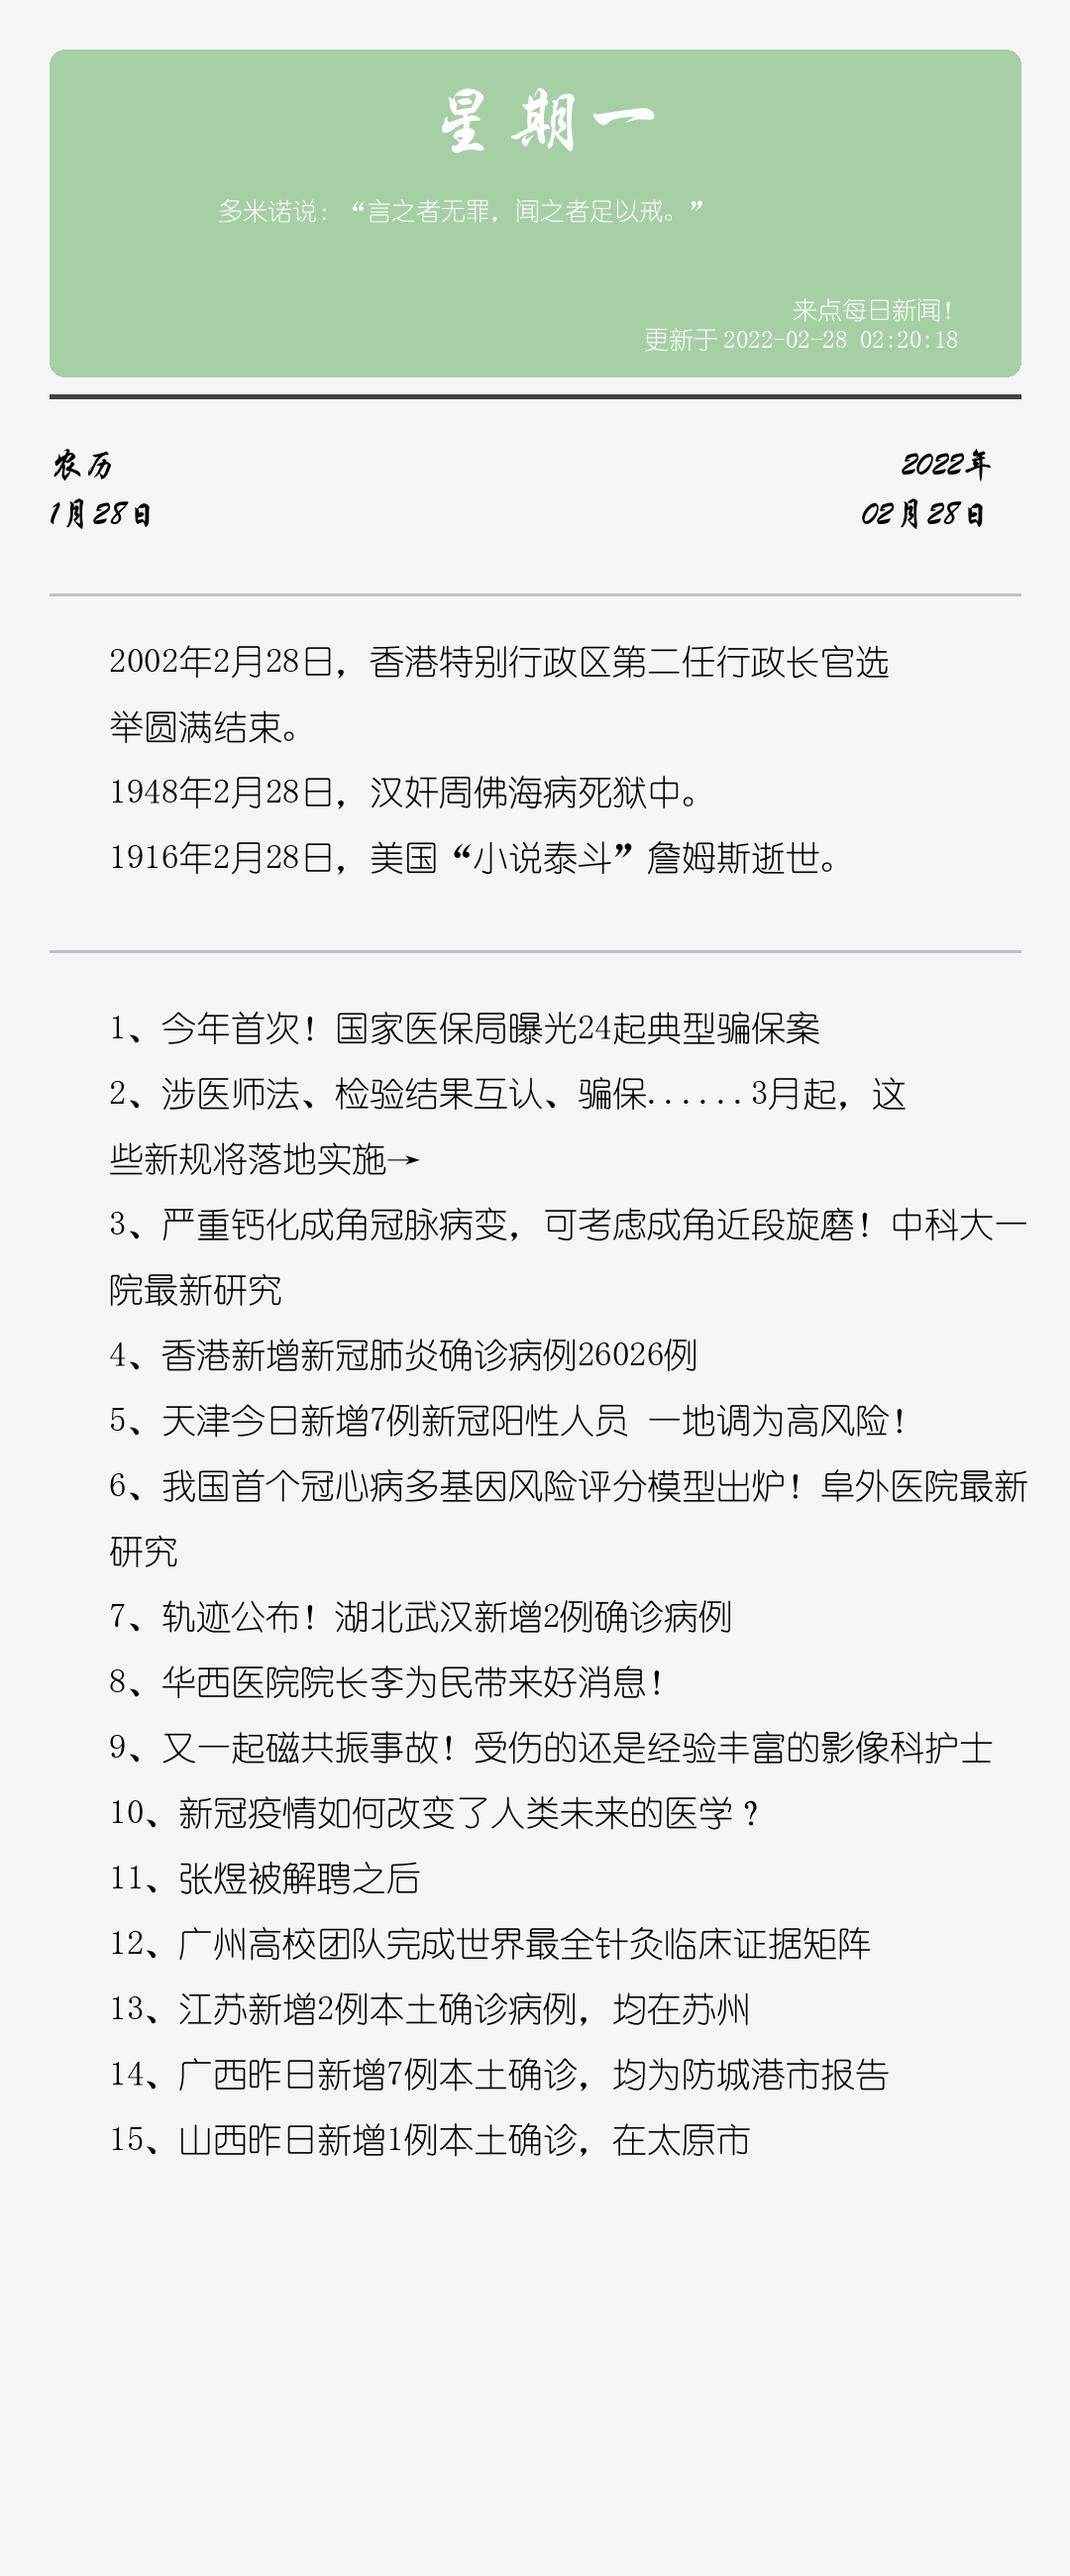 星期一
多米诺说：“言之者无罪，闻之者足以戒。”
来点每日新闻！
更新于 2022-02-28 02:20:18
农历
2022年
1月28日
02月28日
2002年2月28日，香港特别行政区第二任行政长官选
举圆满结束。
1948年2月28日，汉奸周佛海病死狱中。
1916年2月28日，美国“小说泰斗”詹姆斯逝世。
1、今年首次！国家医保局曝光24起典型骗保案
2、涉医师法、检验结果互认、骗保......3月起，这
些新规将落地实施→
3、严重钙化成角冠脉病变，可考虑成角近段旋磨！中科大一
院最新研究
4、香港新增新冠肺炎确诊病例26026例
5、天津今日新增7例新冠阳性人员 一地调为高风险！
6、我国首个冠心病多基因风险评分模型出炉！阜外医院最新
研究
7、轨迹公布！湖北武汉新增2例确诊病例
8、华西医院院长李为民带来好消息！
9、又一起磁共振事故！受伤的还是经验丰富的影像科护士
10、新冠疫情如何改变了人类未来的医学？
11、张煜被解聘之后
12、广州高校团队完成世界最全针灸临床证据矩阵
13、江苏新增2例本土确诊病例，均在苏州
14、广西昨日新增7例本土确诊，均为防城港市报告
15、山西昨日新增1例本土确诊，在太原市